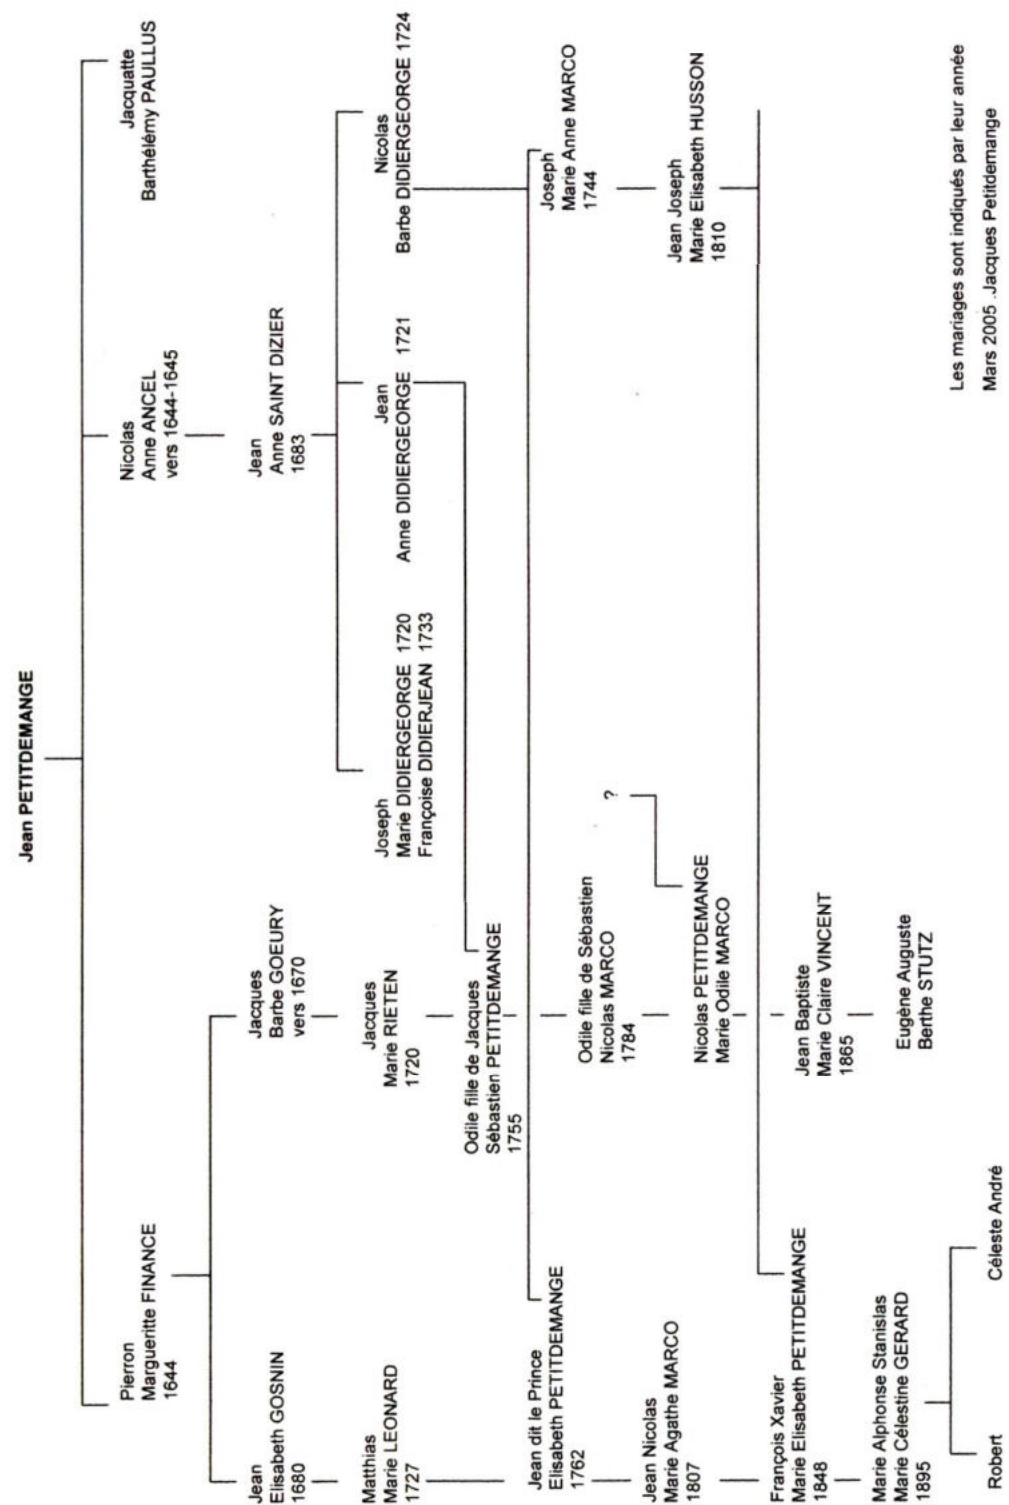 Jean PETITDEMANGE
Pierron
Margueritte FINANCE
1644
Nicolas
Anne ANCEL
vers 1644-1645
Jacquatte
Barthélémy PAULLUS
Jean
Elisabeth GOSNIN
1680
Jacques
Barbe GOEURY
vers 1670
Jean
Anne SAINT DIZIER
1683
Matthias
Marie LEONARD
1727
Jacques
Marie RIETEN
1720
Joseph
Marie DIDIERGEORGE 1720
Françoise DIDIERJEAN 1733
Jean
Anne DIDIERGEORGE 1721
Nicolas
Barbe DIDIERGEORGE 1724
Odile fille de Jacques
Sébastien PETITDEMANGE
1755
Jean dit le Prince
Elisabeth PETITDEMANGE
1762
Joseph
Marie Anne MARCO
1744
Odile fille de Sébastien
Nicolas MARCO
1784
?
Jean Nicolas
Marie Agathe MARCO
1807
Nicolas PETITDEMANGE
Marie Odile MARCO
Jean Joseph
Marie Elisabeth HUSSON
1810
François Xavier
Marie Elisabeth PETITDEMANGE
1848
Jean Baptiste
Marie Claire VINCENT
1865
Marie Alphonse Stanislas
Marie Célestine GERARD
1895
Eugène Auguste
Berthe STUTZ
Robert
Céleste André
Les mariages sont indiqués par leur année
Mars 2005 .Jacques Petitdemange